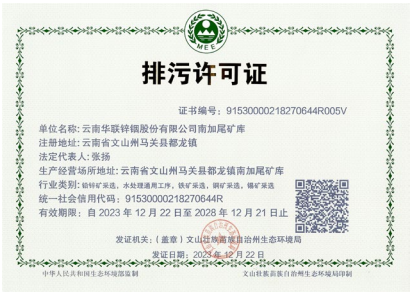 MEE
排污许可证
证书编号：91530000218270644R005V
单位名称：云南华联锌铟股份有限公司南加尾矿库
注册地址：云南省文山州马关县都龙镇
法定代表人：张扬
生产经营场所地址：云南省文山州马关县都龙镇南加尾矿库
行业类别：铅锌矿采选，水处理通用工序，铁矿采选，铜矿采选，锡矿采选
统一社会信用代码：91530000218270644R
有效期限：自 2023 年 12 月 22 日至 2028 年 12 月 21 日止
发证机关：（盖章）文山壮族苗族自治州生态环境局
发证日期：2023 年 12 月 22 日
中华人民共和国生态环境部监制
文山壮族苗族自治州生态环境局印制